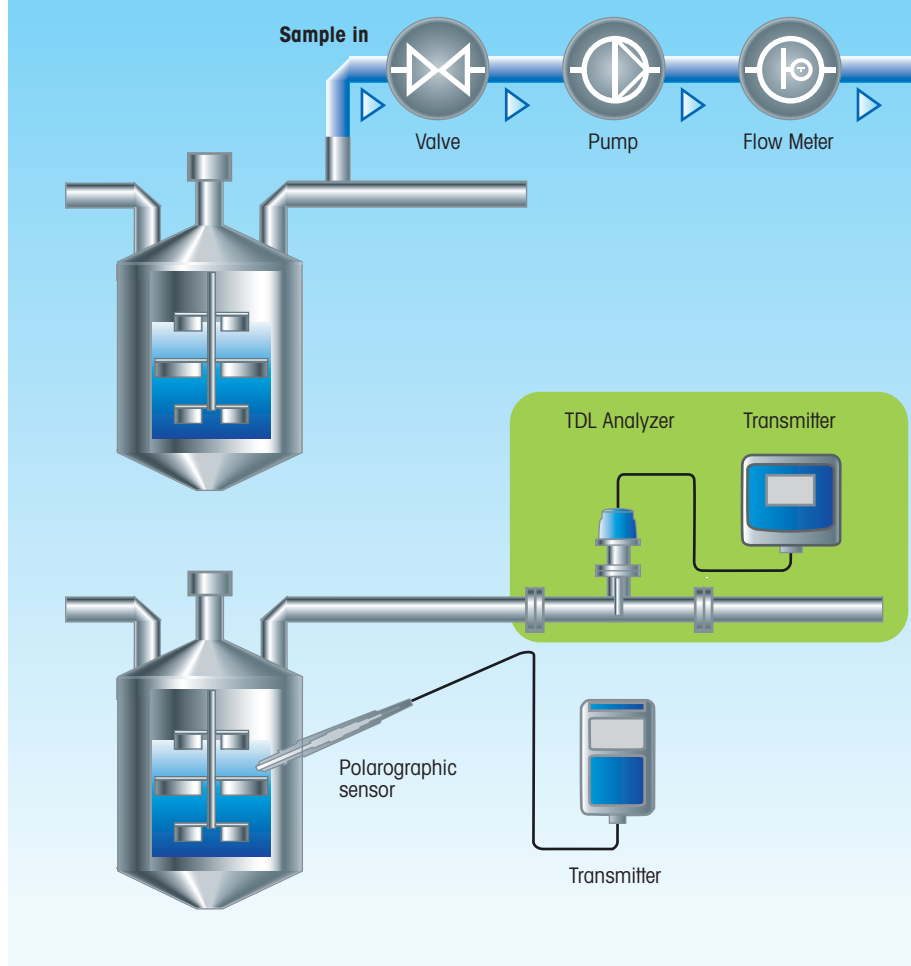 Sample in
Valve
Pump
Flow Meter
TDL Analyzer
Transmitter
Polarographic
sensor
Transmitter